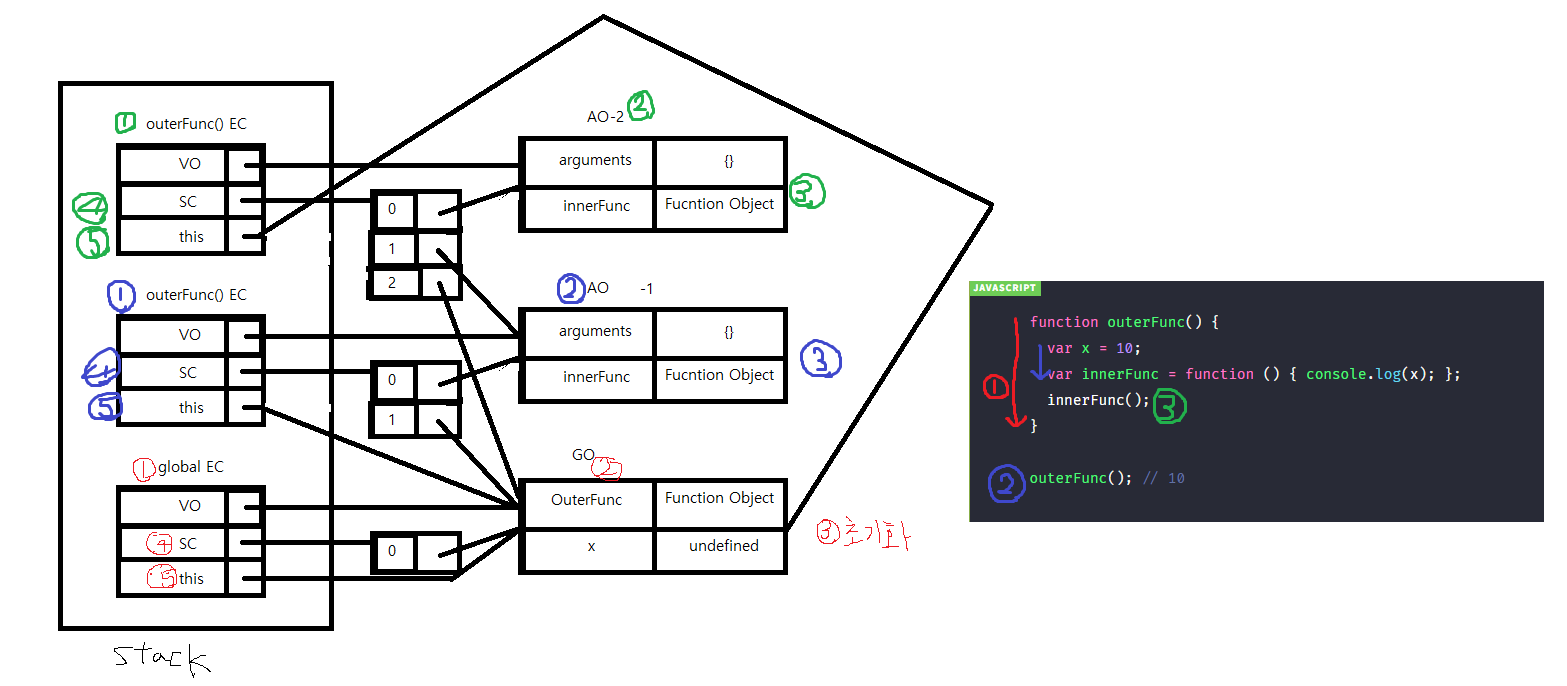 AO-2 ②
① outerFunc() EC
VO
arguments {}
④ SC
0
innerFunc Fucntion Object ③
⑤ this
1
2
① outerFunc() EC
② AO -1
VO
arguments {}
④ SC
0
innerFunc Fucntion Object ③
⑤ this
1
① global EC
GO ②
VO
OuterFunc Function Object
④ SC
0
x undefined
③ 초기화
⑤ this
stack
JAVASCRIPT
function outerFunc() {
var x = 10;
① var innerFunc = function () { console.log(x); };
innerFunc(); ③
}
② outerFunc(); // 10